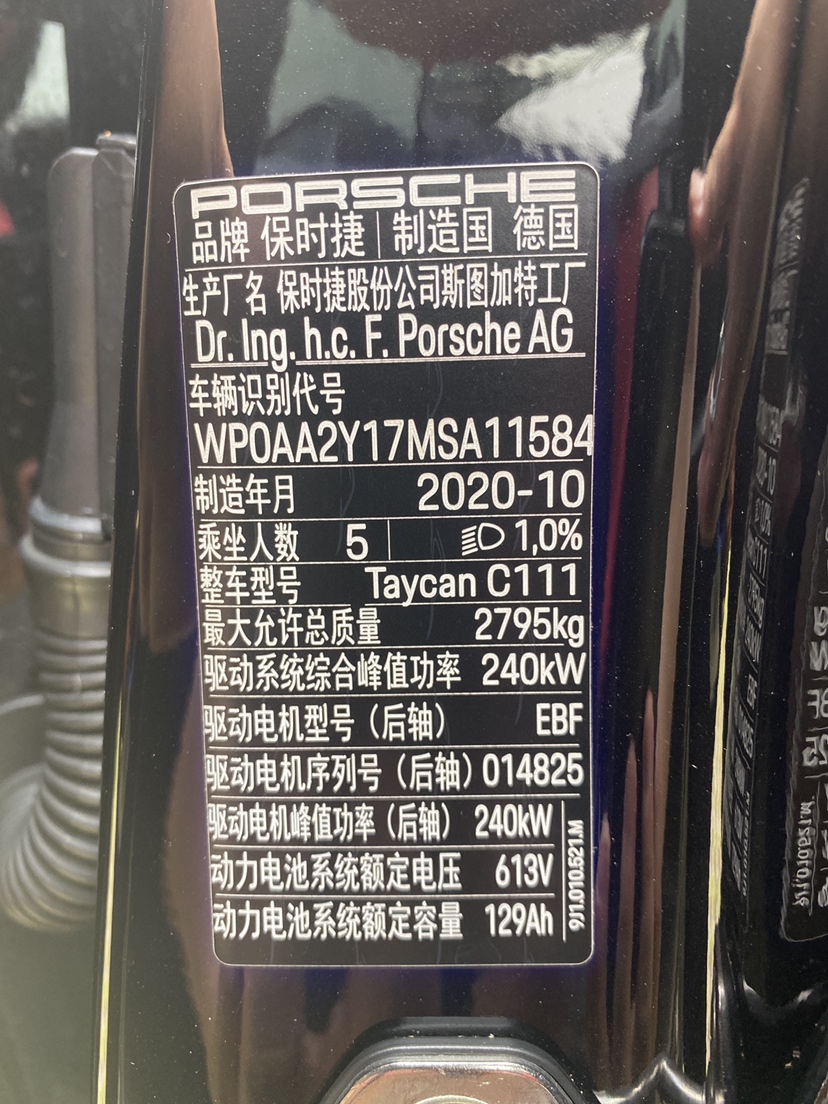 PORSCHE
品牌 保时捷 制造国 德国
生产厂名 保时捷股份公司斯图加特工厂
Dr. Ing. h.c. F. Porsche AG
车辆识别代号
WP0AA2Y17MSA11584
制造年月 2020-10
乘坐人数 5 1,0%
整车型号 Taycan C111
最大允许总质量 2795kg
驱动系统综合峰值功率 240kW
驱动电机型号（后轴） EBF
驱动电机序列号（后轴） 014825
驱动电机峰值功率（后轴） 240kW
动力电池系统额定电压 613V
动力电池系统额定容量 129Ah
9J1.010.521.M